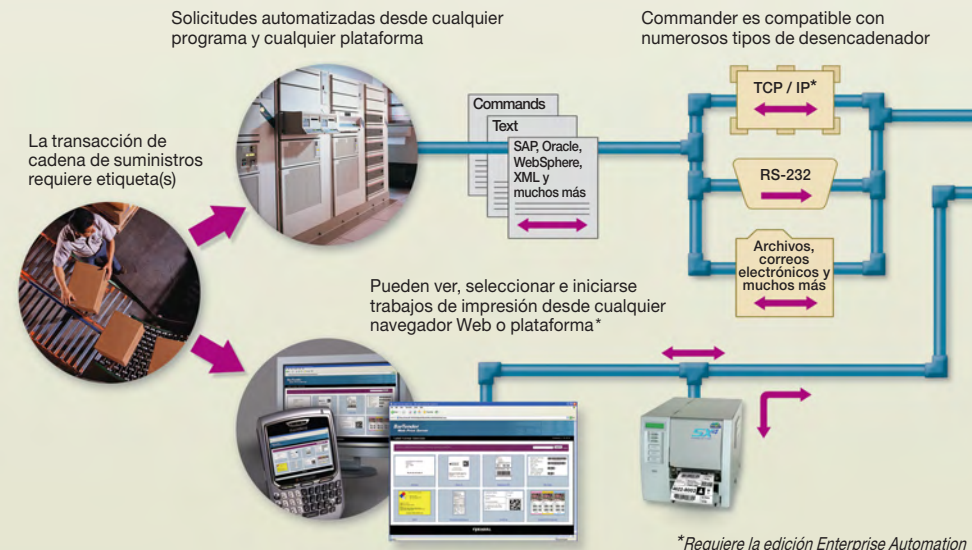 Solicitudes automatizadas desde cualquier
programa y cualquier plataforma
Commander es compatible con
numerosos tipos de desencadenador
La transacción de
cadena de suministros
requiere etiqueta(s)
Commands
Text
SAP, Oracle,
WebSphere,
XML y
muchos más
TCP / IP*
RS-232
Archivos,
correos
electrónicos y
muchos más
Pueden ver, seleccionar e iniciarse
trabajos de impresión desde cualquier
navegador Web o plataforma*
BarTender
*Requiere la edición Enterprise Automation